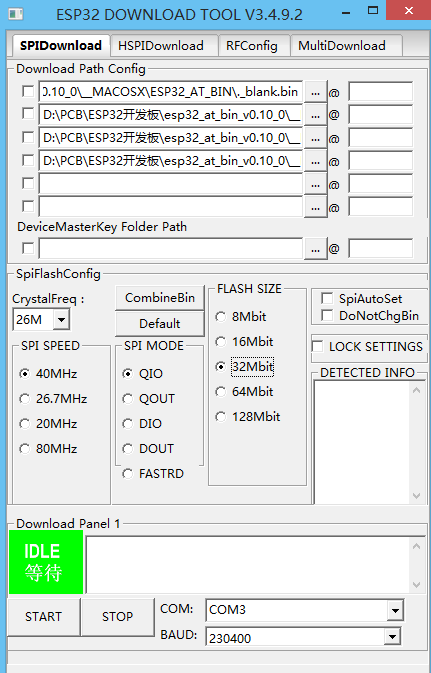 ESP32 DOWNLOAD TOOL V3.4.9.2
SPIDownload HSPIDownload RFConfig MultiDownload
Download Path Config
0.10_0\__MACOSX\ESP32_AT_BIN\._blank.bin ... @
D:\PCB\ESP32开发板\esp32_at_bin_v0.10_0\__ ... @
D:\PCB\ESP32开发板\esp32_at_bin_v0.10_0\__ ... @
D:\PCB\ESP32开发板\esp32_at_bin_v0.10_0\__ ... @
... @
... @
DeviceMasterKey Folder Path
... @
SpiFlashConfig
CrystalFreq :
26M
CombineBin
Default
SPI SPEED
40MHz
26.7MHz
20MHz
80MHz
SPI MODE
QIO
QOUT
DIO
DOUT
FASTRD
FLASH SIZE
8Mbit
16Mbit
32Mbit
64Mbit
128Mbit
SpiAutoSet
DoNotChgBin
LOCK SETTINGS
DETECTED INFO
Download Panel 1
IDLE
等待
START STOP
COM: COM3
BAUD: 230400